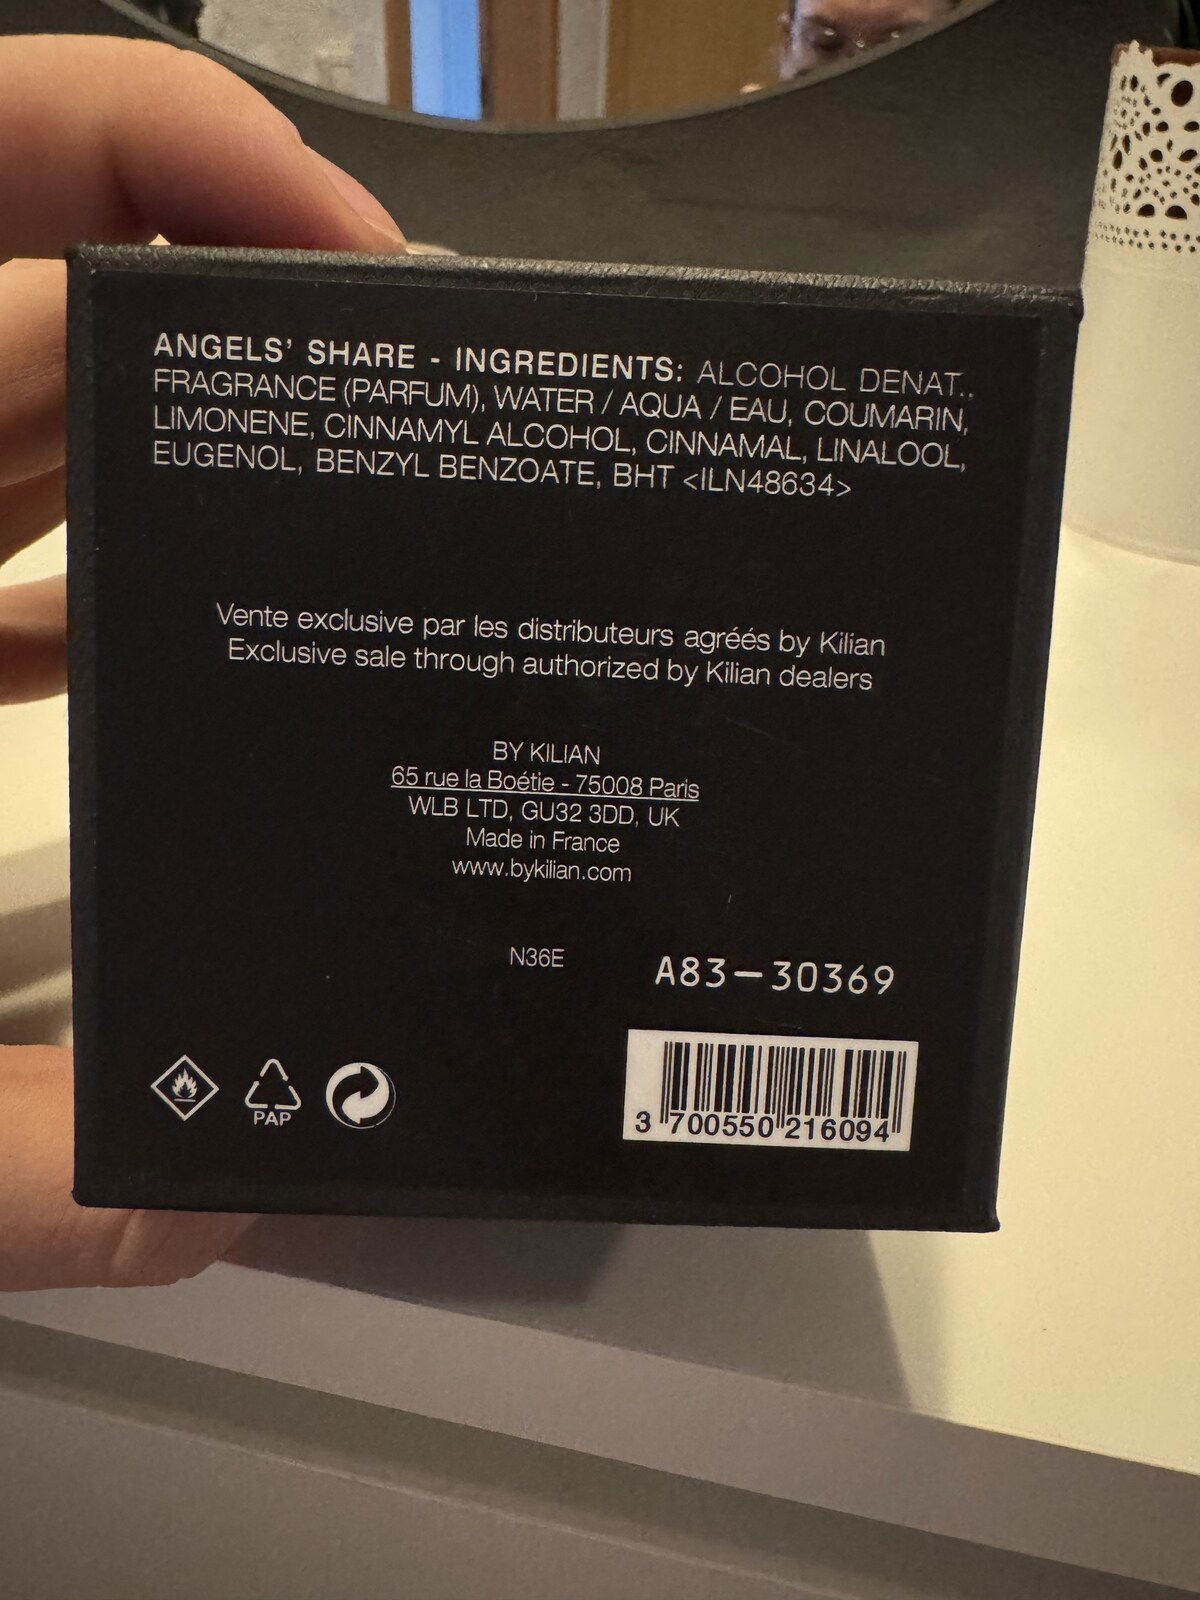 ANGELS' SHARE - INGREDIENTS: ALCOHOL DENAT.,
FRAGRANCE (PARFUM), WATER / AQUA / EAU, COUMARIN,
LIMONENE, CINNAMYL ALCOHOL, CINNAMAL, LINALOOL,
EUGENOL, BENZYL BENZOATE, BHT <ILN48634>
Vente exclusive par les distributeurs agréés by Kilian
Exclusive sale through authorized by Kilian dealers
BY KILIAN
65 rue la Boétie - 75008 Paris
WLB LTD, GU32 3DD, UK
Made in France
www.bykilian.com
N36E
A83-30369
PAP
3 700550 216094